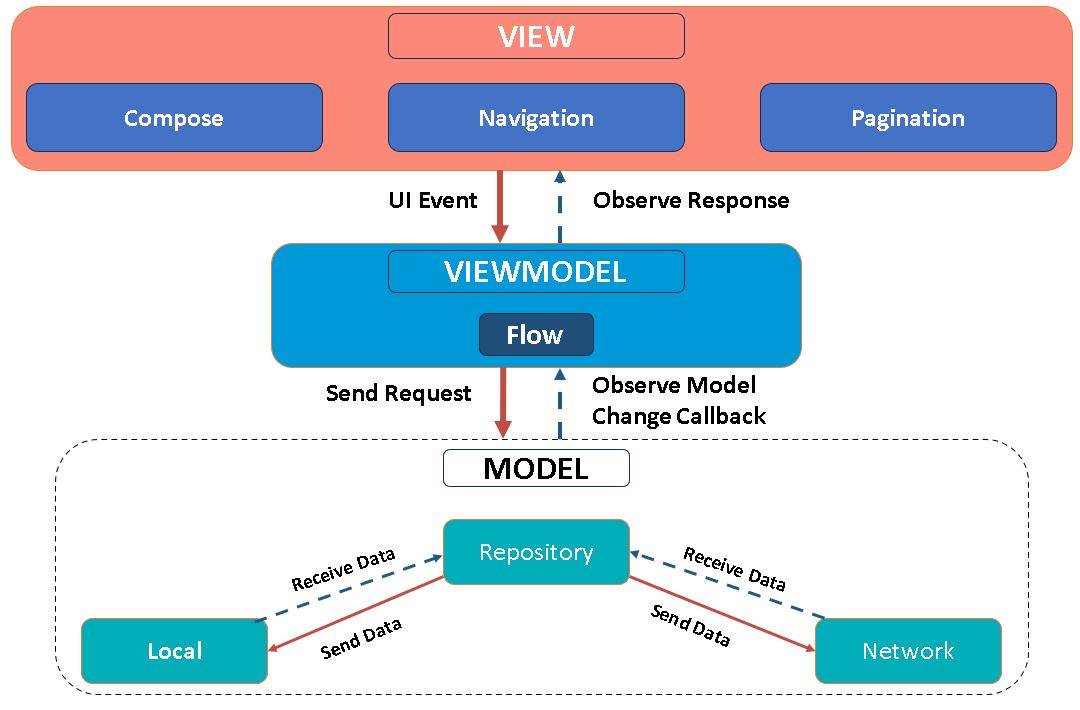 VIEW
Compose
Navigation
Pagination
UI Event
Observe Response
VIEWMODEL
Flow
Send Request
Observe Model
Change Callback
MODEL
Repository
Receive Data
Receive Data
Send Data
Send Data
Local
Network